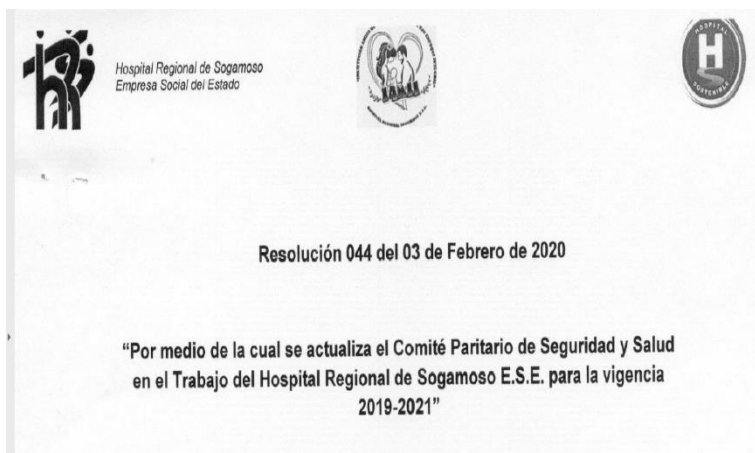 Hospital Regional de Sogamoso
Empresa Social del Estado
HOSPITAL
H
S
SOSTENIBLE
Resolución 044 del 03 de Febrero de 2020
“Por medio de la cual se actualiza el Comité Paritario de Seguridad y Salud
en el Trabajo del Hospital Regional de Sogamoso E.S.E. para la vigencia
2019-2021”